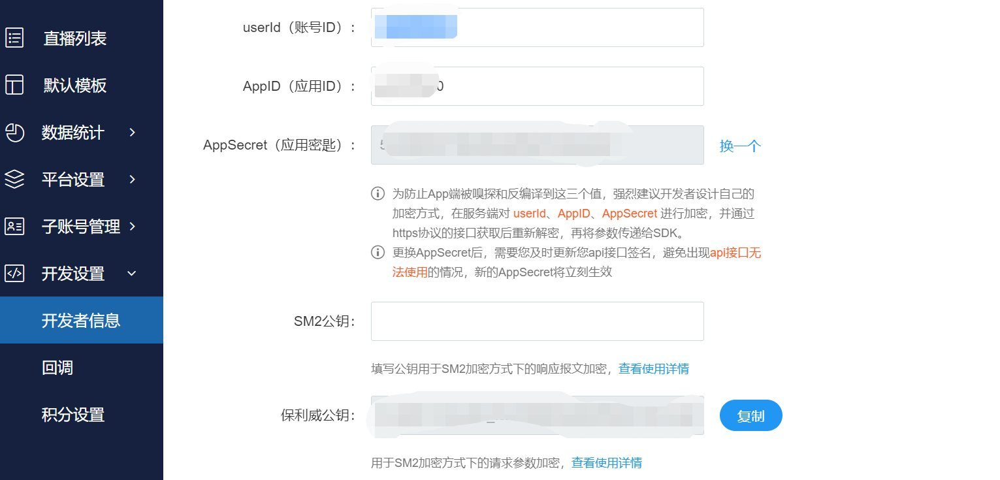 直播列表
默认模板
数据统计
平台设置
子账号管理
开发设置
开发者信息
回调
积分设置
userId（账号ID）:
AppID（应用ID）:
0
AppSecret（应用密匙）:
换一个
为防止App端被嗅探和反编译到这三个值，强烈建议开发者设计自己的
加密方式，在服务端对 userId、AppID、AppSecret 进行加密，并通过
https协议的接口获取后重新解密，再将参数传递给SDK。
更换AppSecret后，需要您及时更新您api接口签名，避免出现api接口无
法使用的情况，新的AppSecret将立刻生效
SM2公钥:
填写公钥用于SM2加密方式下的响应报文加密，查看使用详情
保利威公钥:
复制
用于SM2加密方式下的请求参数加密，查看使用详情